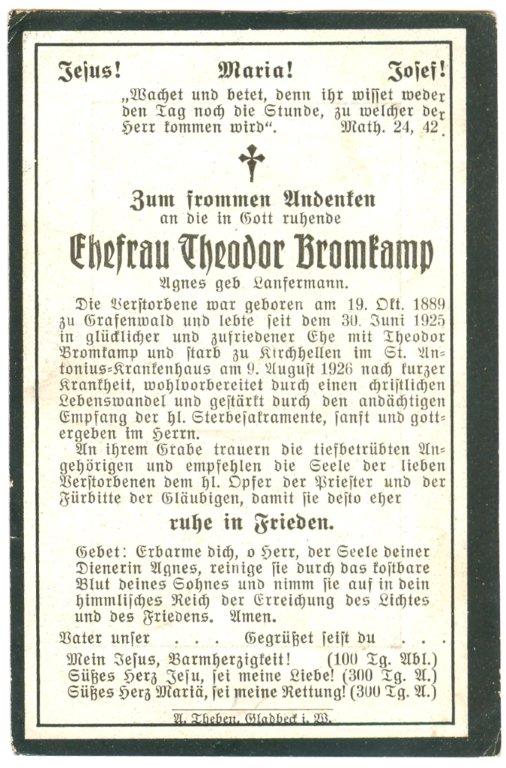 Jesus! Maria! Josef!
„Wachet und betet, denn ihr wisset weder
den Tag noch die Stunde, zu welcher der
Herr kommen wird“. Math. 24, 42.
Zum frommen Andenken
an die in Gott ruhende
Ehefrau Theodor Bromkamp
Agnes geb Lansermann.
Die Verstorbene war geboren am 19. Okt. 1889
zu Grafenwald und lebte seit dem 30. Juni 1925
in glücklicher und zufriedener Ehe mit Theodor
Bromkamp und starb zu Kirchhellen im St. An-
tonius-Krankenhaus am 9. August 1926 nach kurzer
Krankheit, wohlvorbereitet durch einen christlichen
Lebenswandel und gestärkt durch den andächtigen
Empfang der hl. Sterbesakramente, sanft und gott-
ergeben im Herrn.
An ihrem Grabe trauern die tiefbetrübten An-
gehörigen und empfehlen die Seele der lieben
Verstorbenen dem hl. Opfer der Priester und der
Fürbitte der Gläubigen, damit sie desto eher
ruhe in Frieden.
Gebet: Erbarme dich, o Herr, der Seele deiner
Dienerin Agnes, reinige sie durch das kostbare
Blut deines Sohnes und nimm sie auf in dein
himmlisches Reich der Erreichung des Lichtes
und des Friedens. Amen.
Vater unser . . . Gegrüßet seist du . . .
Mein Jesus, Barmherzigkeit! (100 Tg. Abl.)
Süßes Herz Jesu, sei meine Liebe! (300 Tg. A.)
Süßes Herz Mariä, sei meine Rettung! (300 Tg. A.)
A. Theben, Gladbeck i. W.